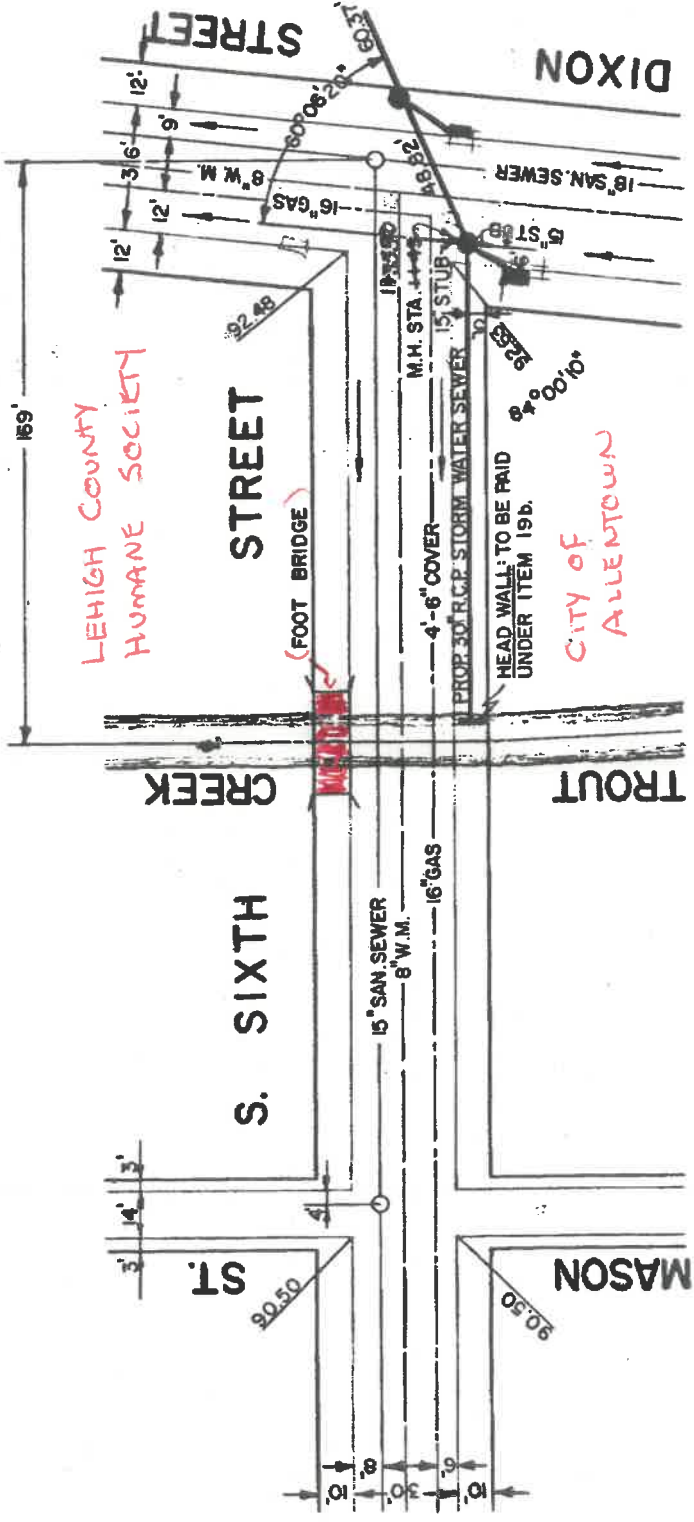 DIXON
STREET
12'
36'
9'
12'
12'
8" W.M.
16" GAS
18" SAN. SEWER
60° 06' 20"
60.37'
48.82'
169'
LEHIGH COUNTY
HUMANE SOCIETY
92.48
STREET
(FOOT BRIDGE)
M.H. STA.
15" STUB
15" ST
92.63
84° 00' 10"
PROP. 30" R.C.P. STORM WATER SEWER
4'-6" COVER
HEAD WALL: TO BE PAID
UNDER ITEM 19b.
CITY OF
ALLENTOWN
TROUT
CREEK
S. SIXTH
15" SAN. SEWER
8" W.M.
16" GAS
3'
14'
3'
4'
ST.
MASON
90.50
90.50
10'
8'
30'
6'
10'